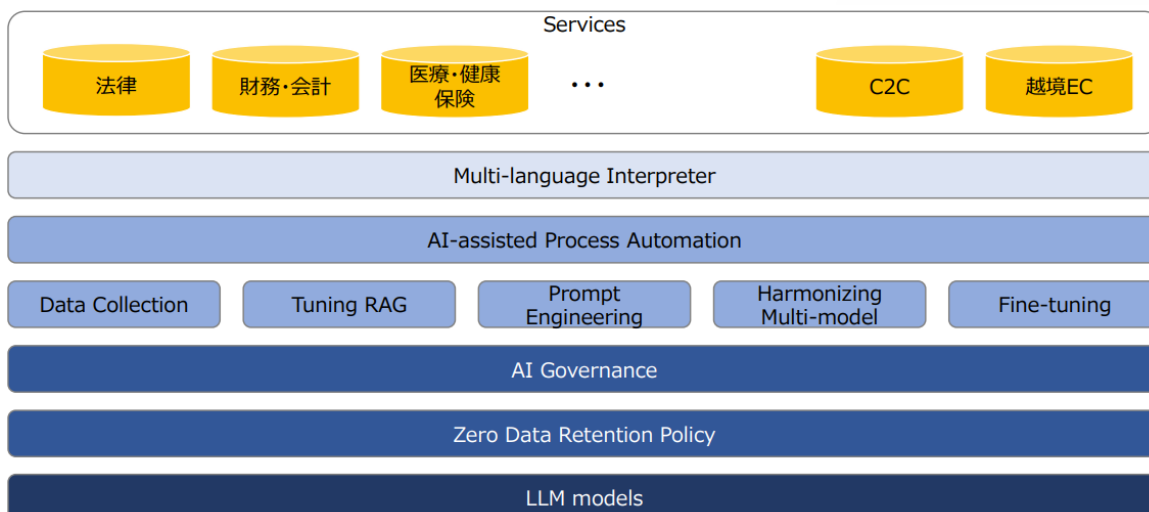 Services
法律
財務・会計
医療・健康
保険
・・・
C2C
越境EC
Multi-language Interpreter
AI-assisted Process Automation
Data Collection
Tuning RAG
Prompt
Engineering
Harmonizing
Multi-model
Fine-tuning
AI Governance
Zero Data Retention Policy
LLM models